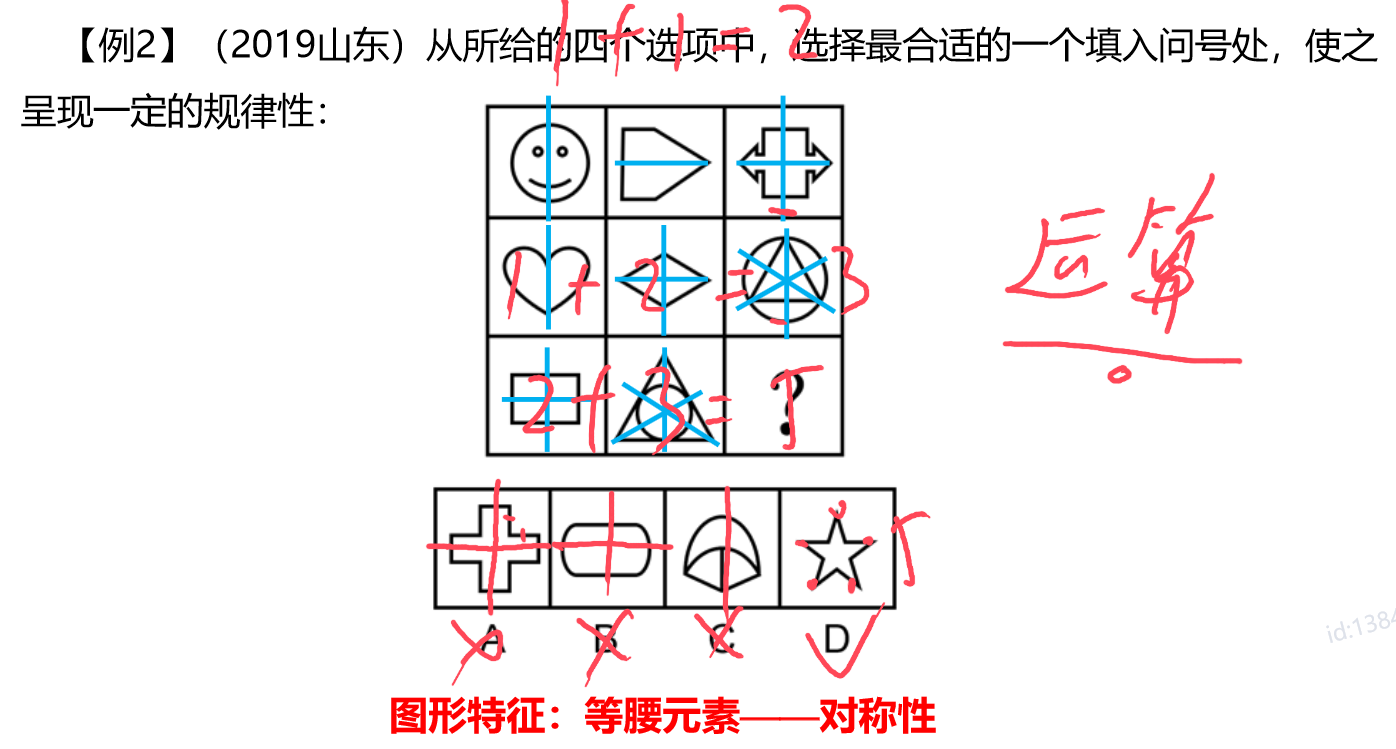 1+1=2
【例2】（2019山东）从所给的四个选项中，选择最合适的一个填入问号处，使之
呈现一定的规律性：
=
1+2=3
运算
2+3=5
?
5
A B C D
id:1384
图形特征：等腰元素——对称性